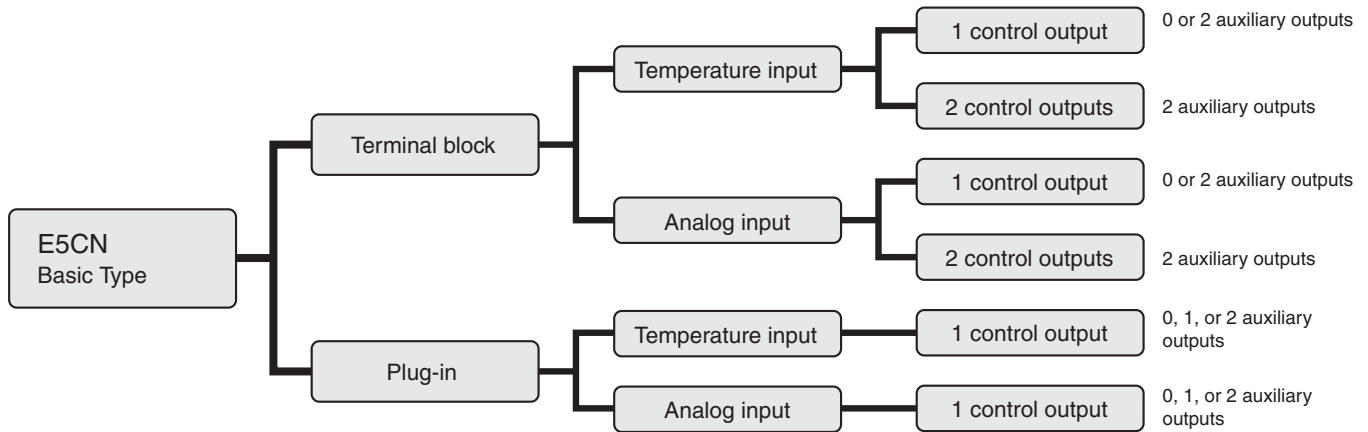 E5CN
Basic Type
Terminal block
Temperature input
1 control output
0 or 2 auxiliary outputs
2 control outputs
2 auxiliary outputs
Analog input
1 control output
0 or 2 auxiliary outputs
2 control outputs
2 auxiliary outputs
Plug-in
Temperature input
1 control output
0, 1, or 2 auxiliary
outputs
Analog input
1 control output
0, 1, or 2 auxiliary
outputs